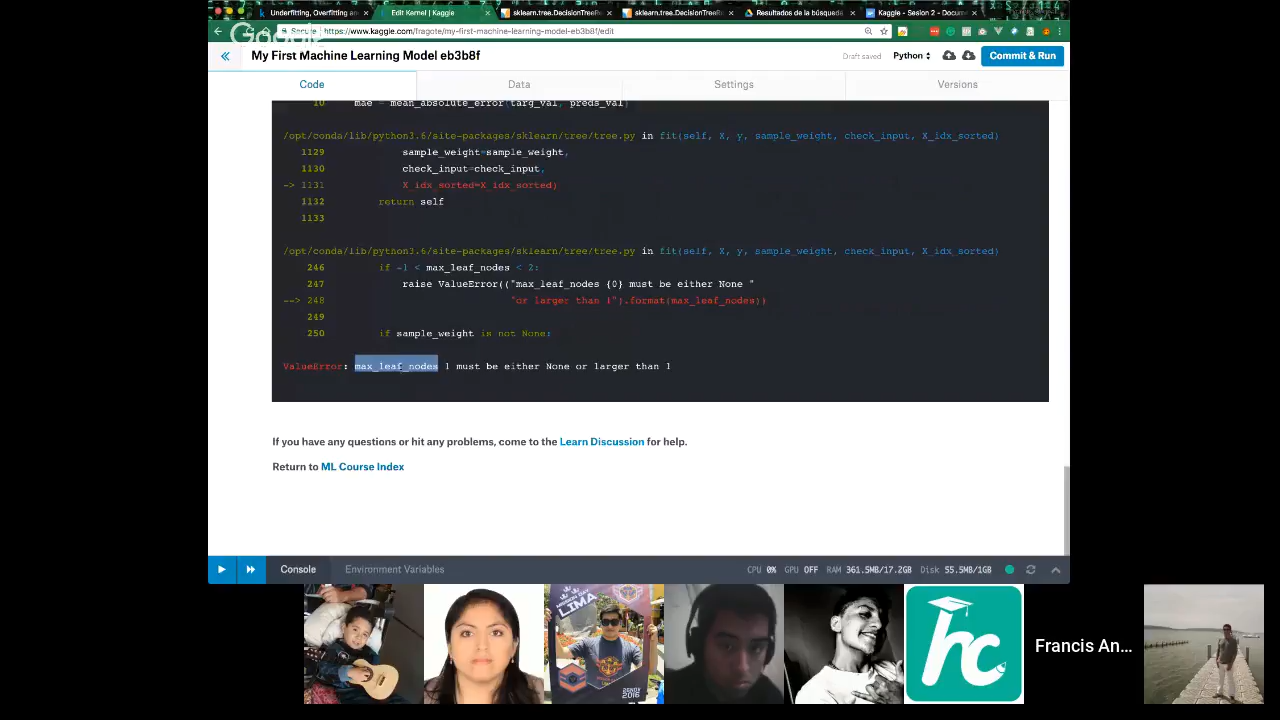 Underfitting, Overfitting an
Edit Kernel | Kaggle
sklearn.tree.DecisionTreeRe
sklearn.tree.DecisionTreeRe
Resultados de la búsqueda
Kaggle - Sesion 2 - Docume
Google
Secure https://www.kaggle.com/fragote/my-first-machine-learning-model-eb3b8f/edit
My First Machine Learning Model eb3b8f
Draft saved
Python
Commit & Run
Code
Data
Settings
Versions
10 mae = mean_absolute_error(targ_val, preds_val)
/opt/conda/lib/python3.6/site-packages/sklearn/tree/tree.py in fit(self, X, y, sample_weight, check_input, X_idx_sorted)
1129 sample_weight=sample_weight,
1130 check_input=check_input,
-> 1131 X_idx_sorted=X_idx_sorted)
1132 return self
1133
/opt/conda/lib/python3.6/site-packages/sklearn/tree/tree.py in fit(self, X, y, sample_weight, check_input, X_idx_sorted)
246 if -1 < max_leaf_nodes < 2:
247 raise ValueError(("max_leaf_nodes {0} must be either None "
--> 248 "or larger than 1").format(max_leaf_nodes))
249
250 if sample_weight is not None:
ValueError: max_leaf_nodes 1 must be either None or larger than 1
If you have any questions or hit any problems, come to the Learn Discussion for help.
Return to ML Course Index
Console
Environment Variables
CPU 0% GPU OFF RAM 361.5MB/17.2GB Disk 55.5MB/1GB
LIMA
2016
hc
Francis An...